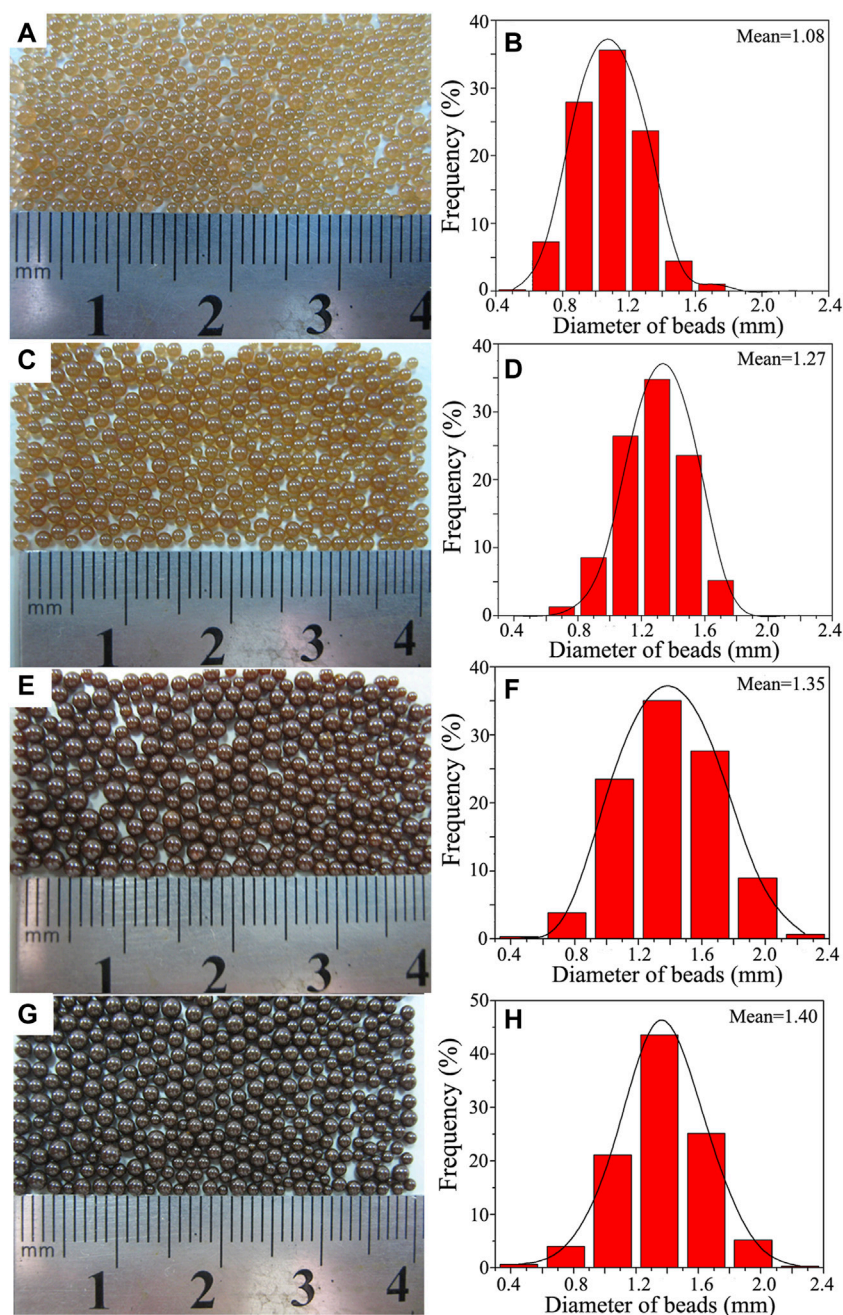 A
mm
1 2 3 4
B
Mean=1.08
Frequency (%)
40
30
20
10
0
0.4 0.8 1.2 1.6 2.0 2.4
Diameter of beads (mm)
C
mm
1 2 3 4
D
Mean=1.27
Frequency (%)
40
30
20
10
0
0.4 0.8 1.2 1.6 2.0 2.4
Diameter of beads (mm)
E
mm
1 2 3 4
F
Mean=1.35
Frequency (%)
40
30
20
10
0
0.4 0.8 1.2 1.6 2.0 2.4
Diameter of beads (mm)
G
mm
1 2 3 4
H
Mean=1.40
Frequency (%)
50
40
30
20
10
0
0.4 0.8 1.2 1.6 2.0 2.4
Diameter of beads (mm)